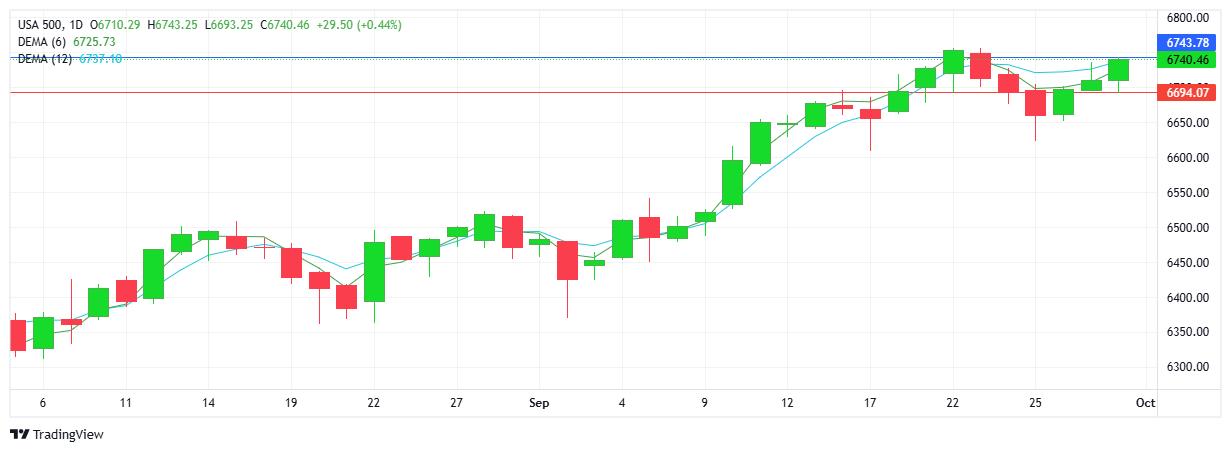 USA 500, 1D O6710.29 H6743.25 L6693.25 C6740.46 +29.50 (+0.44%)
DEMA (6) 6725.73
DEMA (12) 6737.10
6800.00
6743.78
6740.46
6694.07
6650.00
6600.00
6550.00
6500.00
6450.00
6400.00
6350.00
6300.00
6 11 14 19 22 27 Sep 4 9 12 17 22 25 Oct
TradingView